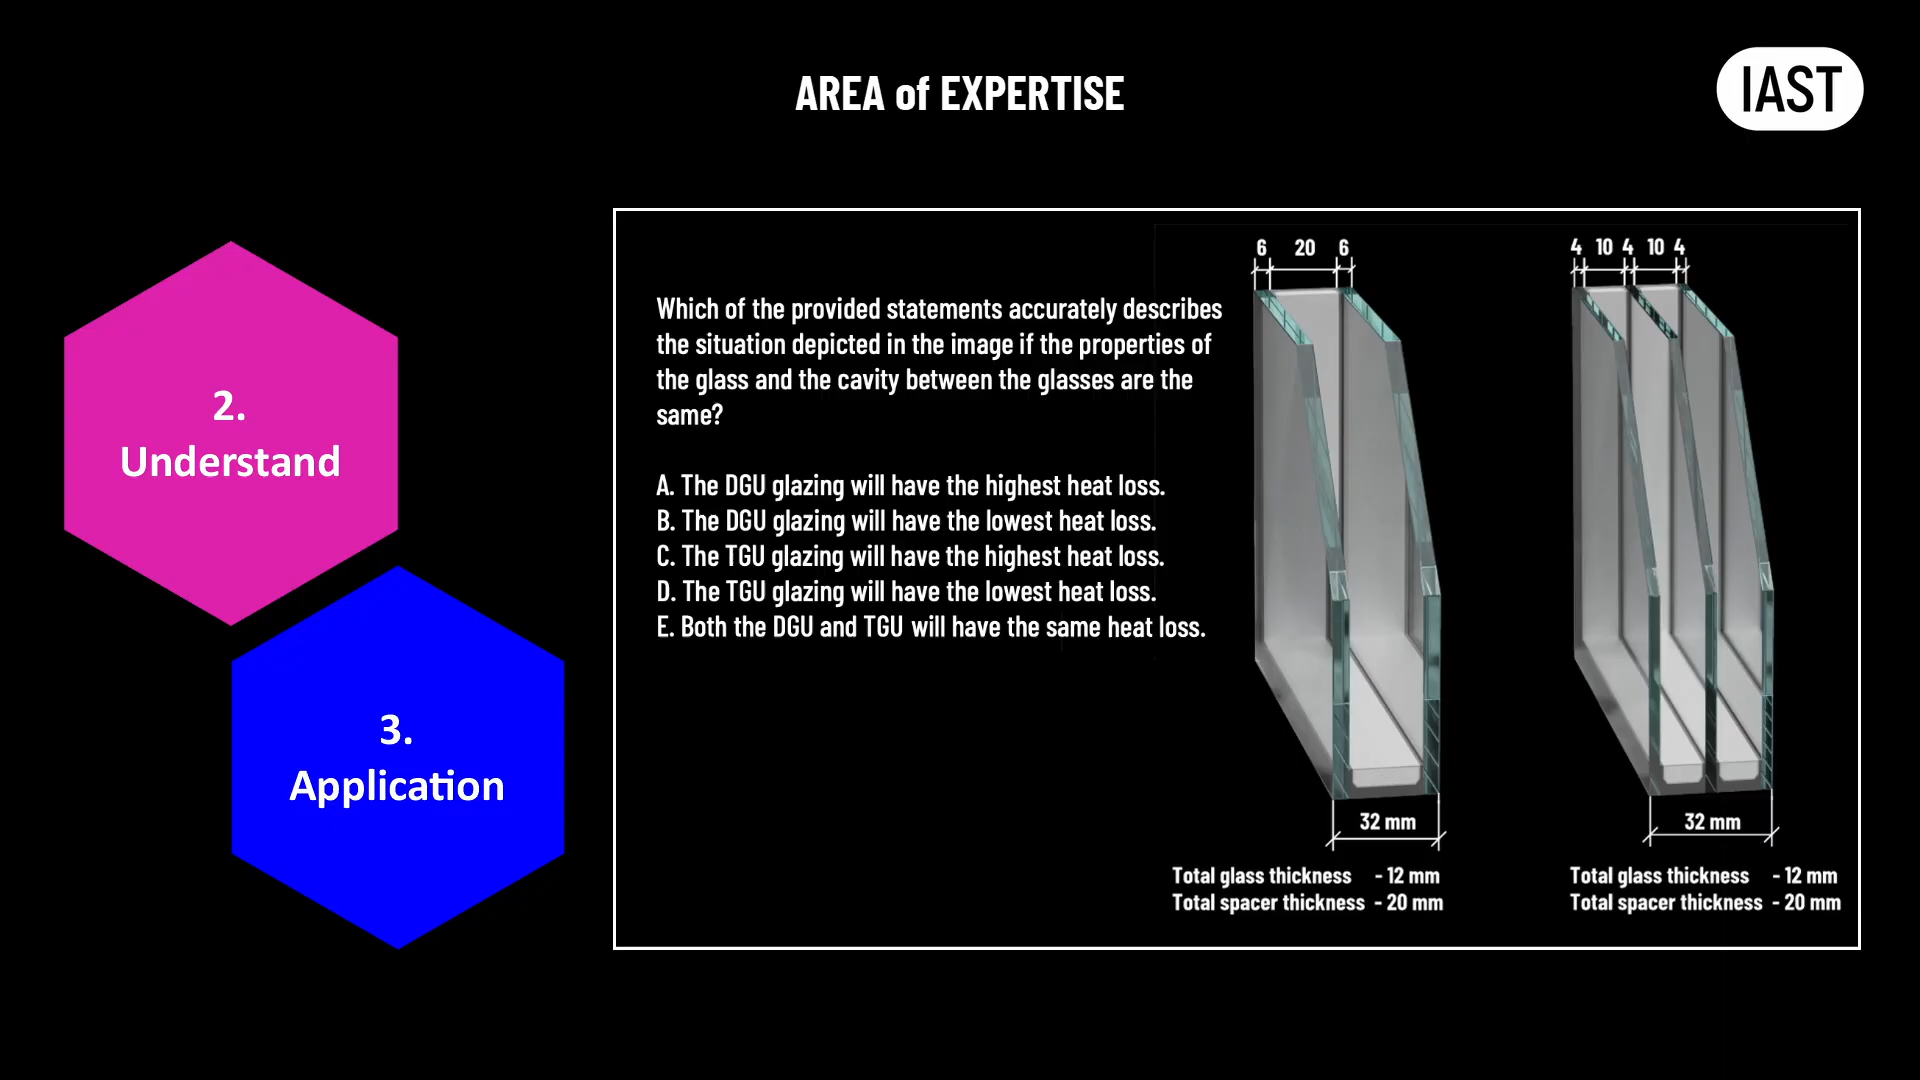 AREA of EXPERTISE
IAST
2.
Understand
3.
Application
Which of the provided statements accurately describes
the situation depicted in the image if the properties of
the glass and the cavity between the glasses are the
same?
A. The DGU glazing will have the highest heat loss.
B. The DGU glazing will have the lowest heat loss.
C. The TGU glazing will have the highest heat loss.
D. The TGU glazing will have the lowest heat loss.
E. Both the DGU and TGU will have the same heat loss.
6 20 6
32 mm
Total glass thickness - 12 mm
Total spacer thickness - 20 mm
4 10 4 10 4
32 mm
Total glass thickness - 12 mm
Total spacer thickness - 20 mm